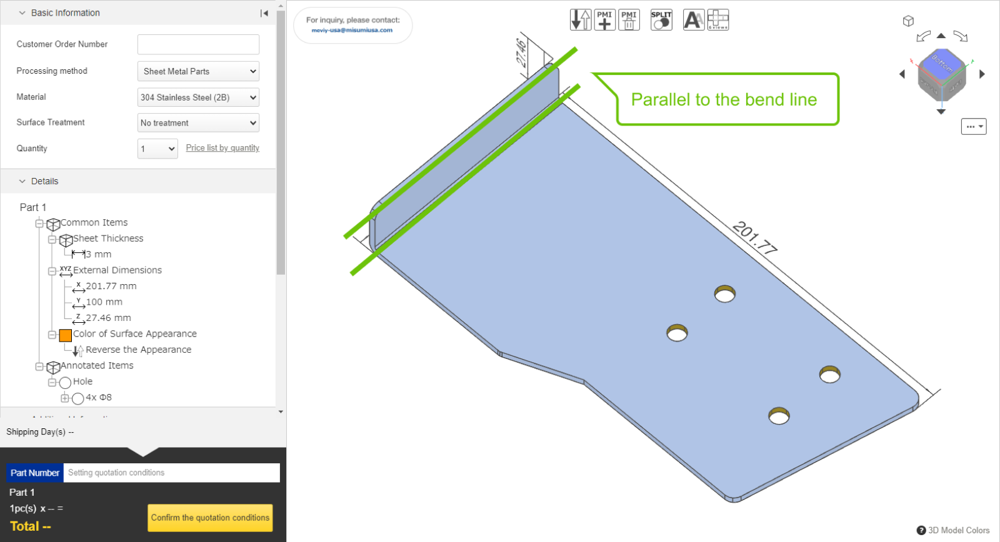 Basic Information
Customer Order Number
Processing method
Sheet Metal Parts
Material
304 Stainless Steel (2B)
Surface Treatment
No treatment
Quantity
1
Price list by quantity
Details
Part 1
Common Items
Sheet Thickness
3 mm
XYZ
External Dimensions
X
201.77 mm
Y
100 mm
Z
27.46 mm
Color of Surface Appearance
Reverse the Appearance
Annotated Items
Hole
4x Φ8
Shipping Day(s) --
Part Number
Setting quotation conditions
Part 1
1pc(s) x -- =
Total --
Confirm the quotation conditions
For inquiry, please contact:
meviy-usa@misumiusa.com
PMI
PMI
SPLIT
AA
6views
27.46
Parallel to the bend line
201.77
Bottom
3D Model Colors